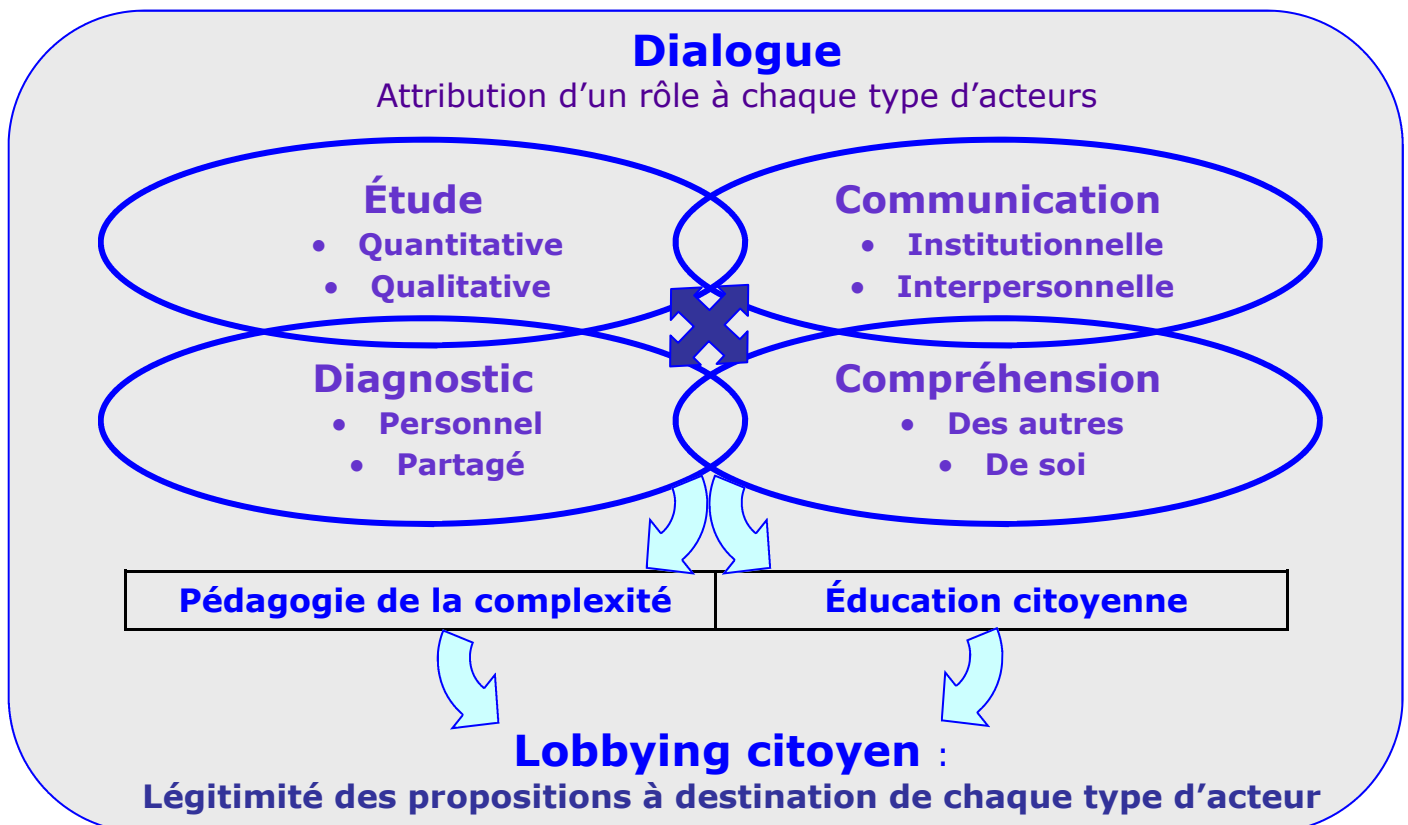 Dialogue
Attribution d’un rôle à chaque type d’acteurs
Étude
• Quantitative
• Qualitative
Communication
• Institutionnelle
• Interpersonnelle
Diagnostic
• Personnel
• Partagé
Compréhension
• Des autres
• De soi
Pédagogie de la complexité
Éducation citoyenne
Lobbying citoyen :
Légitimité des propositions à destination de chaque type d’acteur